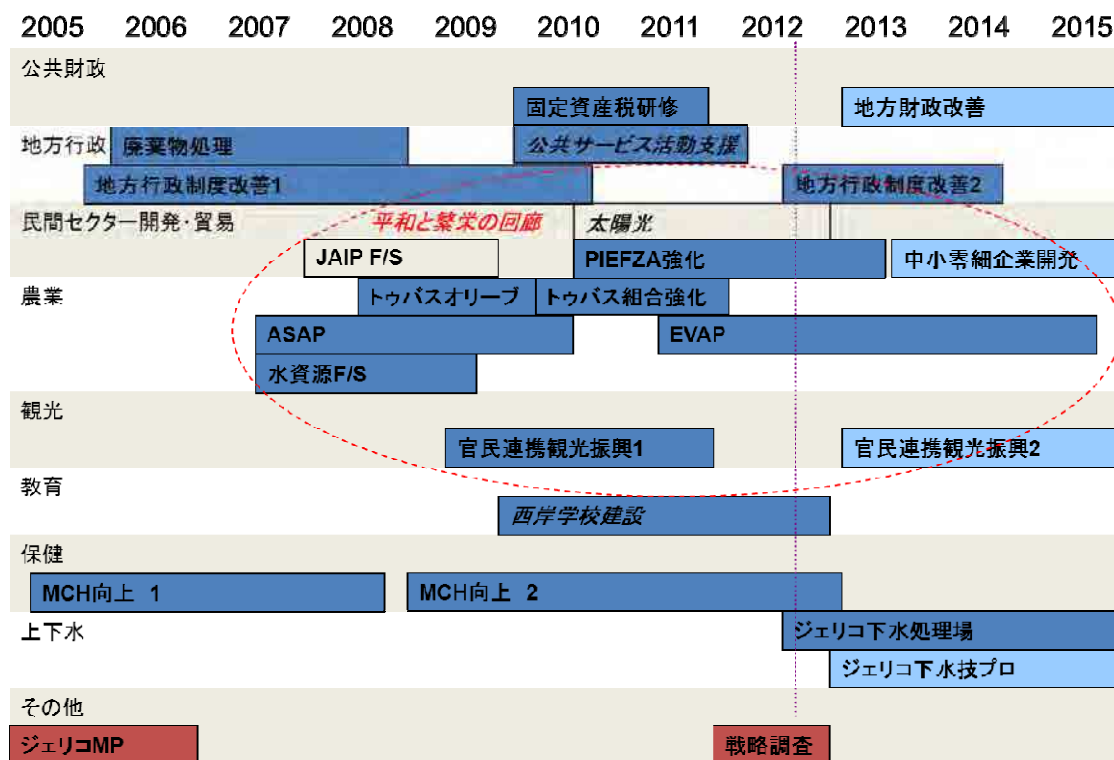 2005 2006 2007 2008 2009 2010 2011 2012 2013 2014 2015
公共財政
固定資産税研修 地方財政改善
地方行政 廃棄物処理 公共サービス活動支援
地方行政制度改善1 地方行政制度改善2
民間セクター開発・貿易 平和と繁栄の回廊 太陽光
JAIP F/S PIEFZA強化 中小零細企業開発
農業 トゥバスオリーブ トゥバス組合強化
ASAP EVAP
水資源F/S
観光
官民連携観光振興1 官民連携観光振興2
教育
西岸学校建設
保健
MCH向上 1 MCH向上 2
上下水 ジェリコ下水処理場
ジェリコ下水技プロ
その他
ジェリコMP 戦略調査